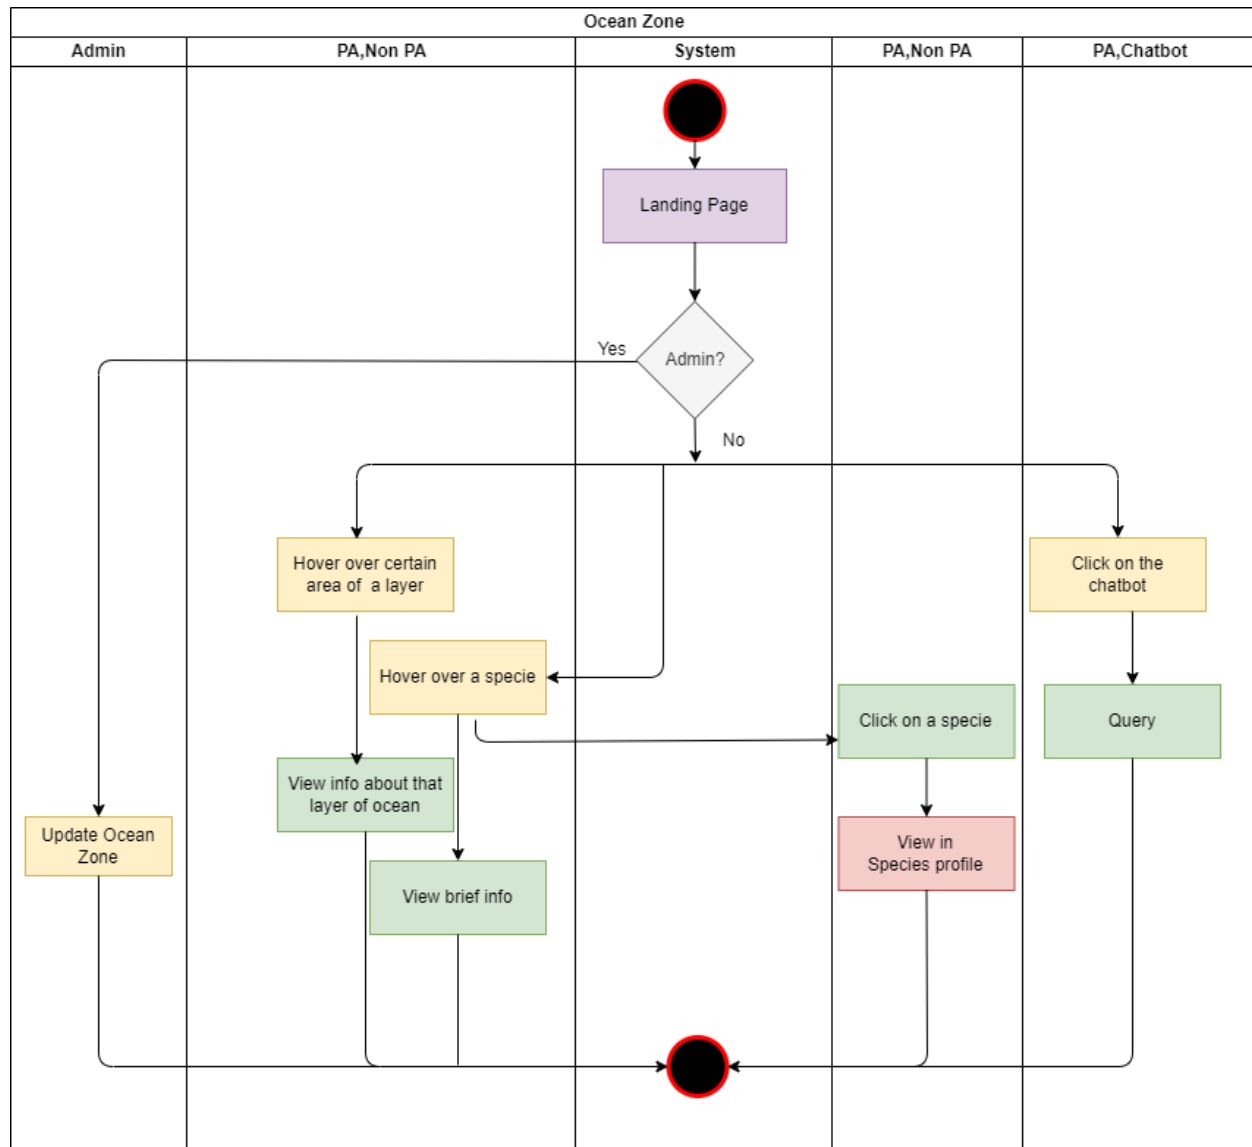 Ocean Zone
Admin
PA,Non PA
System
PA,Non PA
PA,Chatbot
Landing Page
Yes
Admin?
No
Hover over certain
area of a layer
Click on the
chatbot
Hover over a specie
Click on a specie
Query
View info about that
layer of ocean
Update Ocean
Zone
View in
Species profile
View brief info